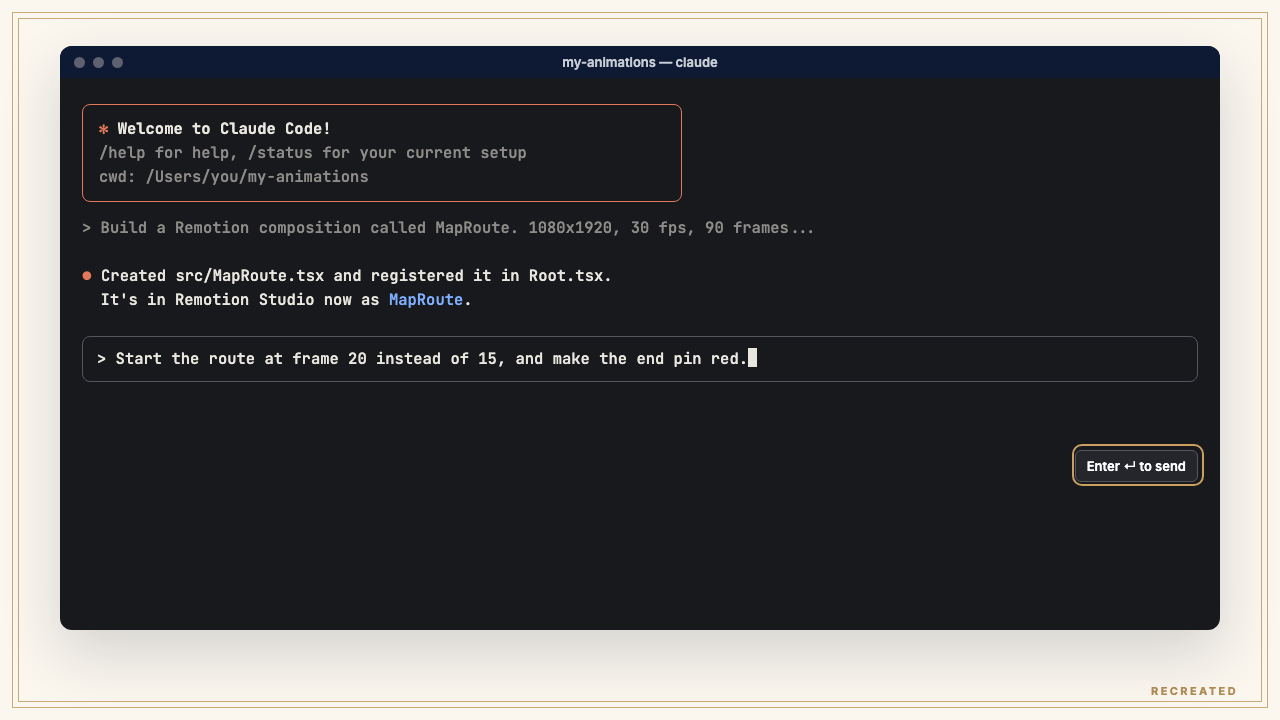 my-animations — claude
✻ Welcome to Claude Code!
/help for help, /status for your current setup
cwd: /Users/you/my-animations
> Build a Remotion composition called MapRoute. 1080x1920, 30 fps, 90 frames...
● Created src/MapRoute.tsx and registered it in Root.tsx.
It's in Remotion Studio now as MapRoute.
> Start the route at frame 20 instead of 15, and make the end pin red.
Enter ↵ to send
RECREATED